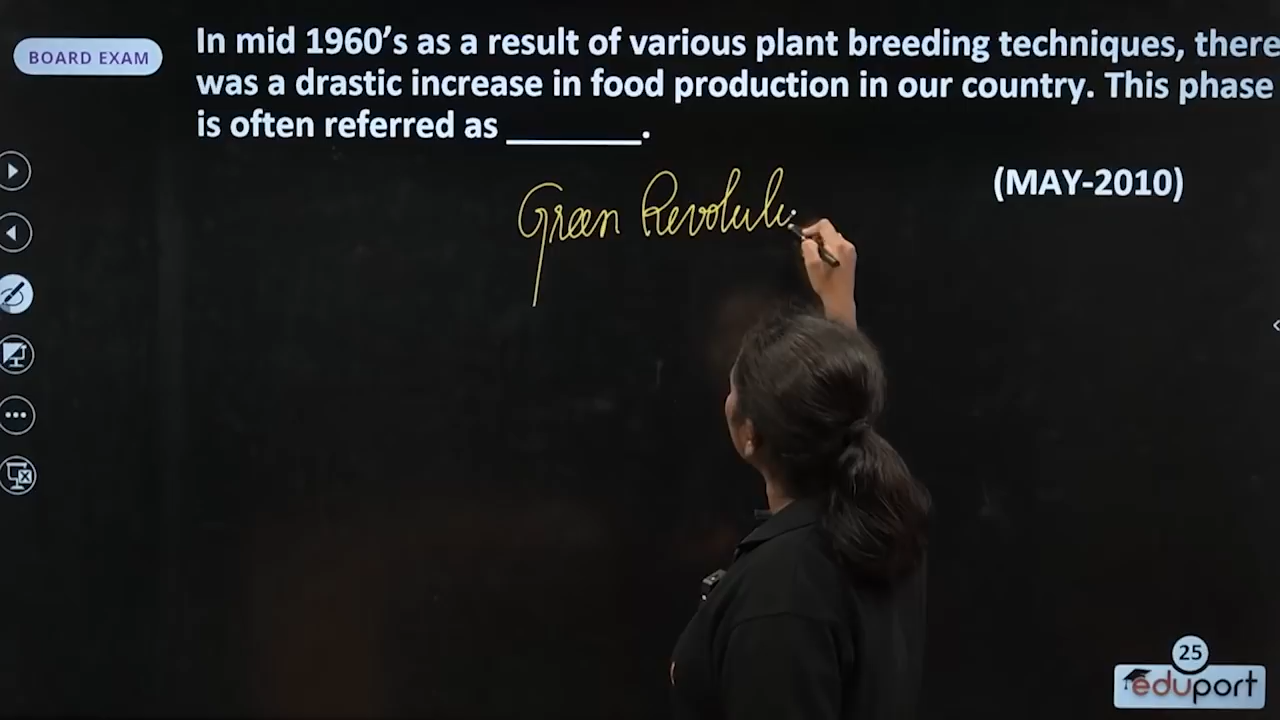 BOARD EXAM
In mid 1960's as a result of various plant breeding techniques, there
was a drastic increase in food production in our country. This phase
is often referred as ________.
(MAY-2010)
Green Revoluti
25
eduport